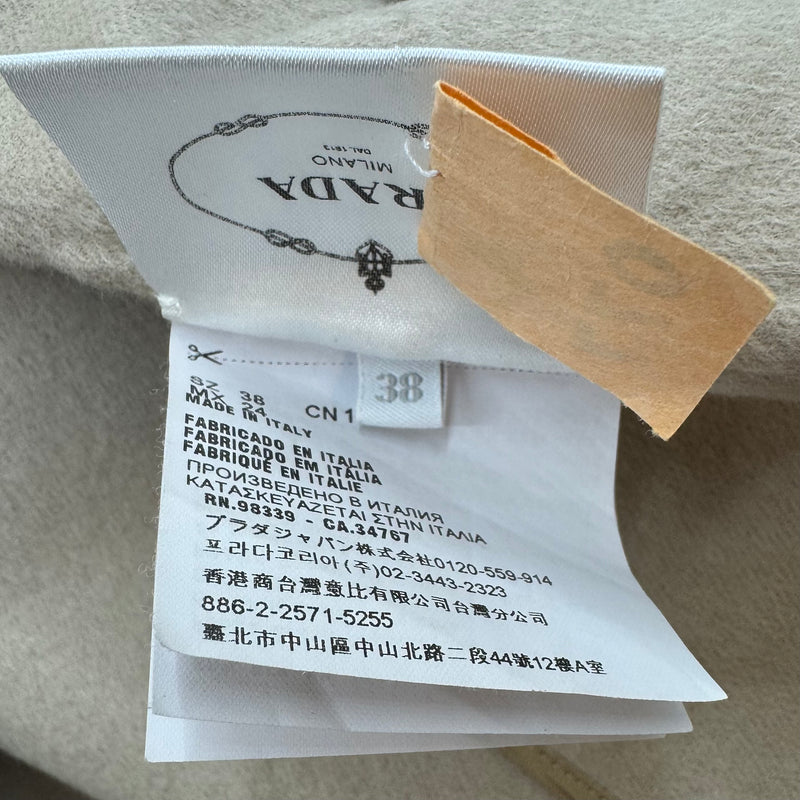 DAL 1913
MILANO
RADA
38
SZ 38
MX 24
CN 1
MADE IN ITALY
FABRICADO EN ITALIA
FABRICADO EM ITÁLIA
FABRIQUÉ EN ITALIE
ПРОИЗВЕДЕНО В ИТАЛИЯ
ΚΑΤΑΣΚΕΥΑΖΕΤΑΙ ΣΤΗΝ ΙΤΑΛΙΑ
RN.98339 - CA.34767
プラダジャパン株式会社0120-559-914
프라다코리아(주)02-3443-2323
香港商台灣意比有限公司台灣分公司
886-2-2571-5255
臺北市中山區中山北路二段44號12樓A室